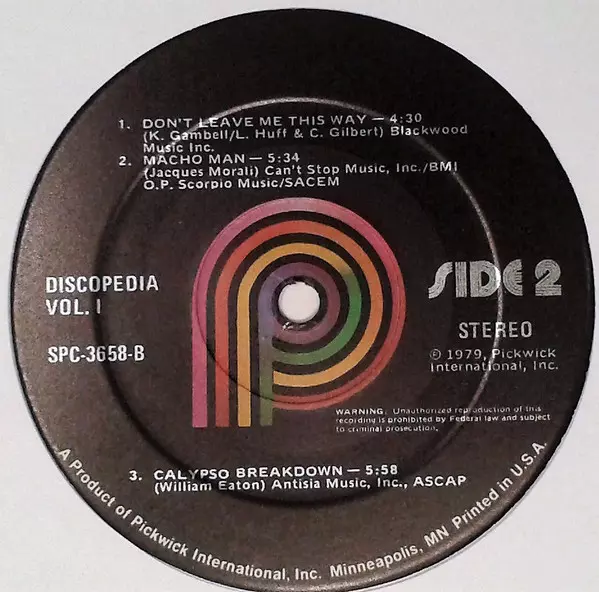 1. DON'T LEAVE ME THIS WAY — 4:30
(K. Gambell/L. Huff & C. Gilbert) Blackwood
Music Inc.
2. MACHO MAN — 5:34
(Jacques Morali) Can't Stop Music, Inc./BMI
O.P. Scorpio Music/SACEM
DISCOPEDIA
VOL. I
SPC-3658-B
SIDE 2
STEREO
© 1979, Pickwick
International, Inc.
WARNING: Unauthorized reproduction of this
recording is prohibited by Federal law and subject
to criminal prosecution.
3. CALYPSO BREAKDOWN — 5:58
(William Eaton) Antisia Music, Inc., ASCAP
A Product of Pickwick International, Inc. Minneapolis, MN Printed in U.S.A.